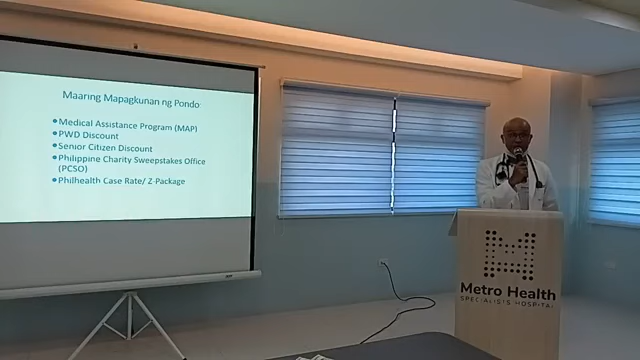 Maaring Mapagkunan ng Pondo
Medical Assistance Program (MAP)
PWD Discount
Senior Citizen Discount
Philippine Charity Sweepstakes Office
(PCSO)
Philhealth Case Rate/ Z-Package
Metro Health
SPECIALISTS HOSPITAL